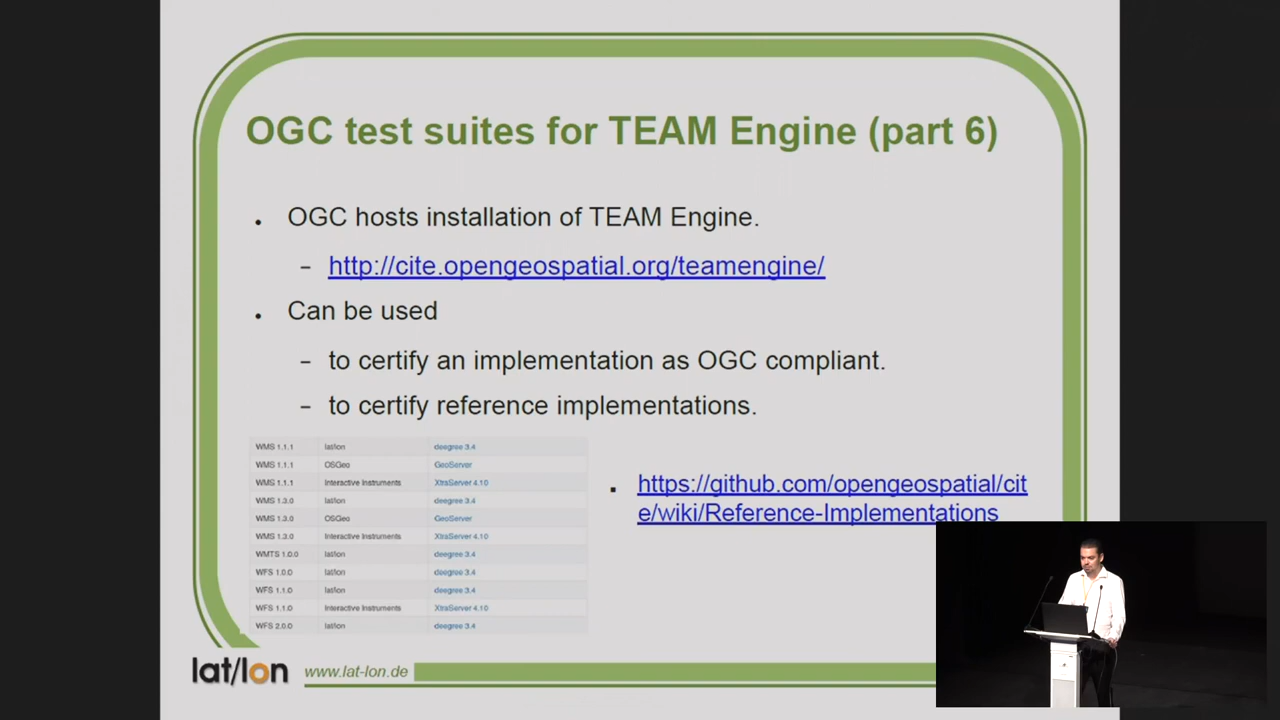 OGC test suites for TEAM Engine (part 6)
OGC hosts installation of TEAM Engine.
http://cite.opengeospatial.org/teamengine/
Can be used
to certify an implementation as OGC compliant.
to certify reference implementations.
WMS 1.1.1 lat/lon deegree 3.4
WMS 1.1.1 OSGeo GeoServer
WMS 1.1.1 Interactive Instruments XtraServer 4.10
WMS 1.3.0 lat/lon deegree 3.4
WMS 1.3.0 OSGeo GeoServer
WMS 1.3.0 Interactive Instruments XtraServer 4.10
WMTS 1.0.0 lat/lon deegree 3.4
WFS 1.0.0 lat/lon deegree 3.4
WFS 1.1.0 lat/lon deegree 3.4
WFS 1.1.0 Interactive Instruments XtraServer 4.10
WFS 2.0.0 lat/lon deegree 3.4
https://github.com/opengeospatial/cit
e/wiki/Reference-Implementations
lat/lon www.lat-lon.de